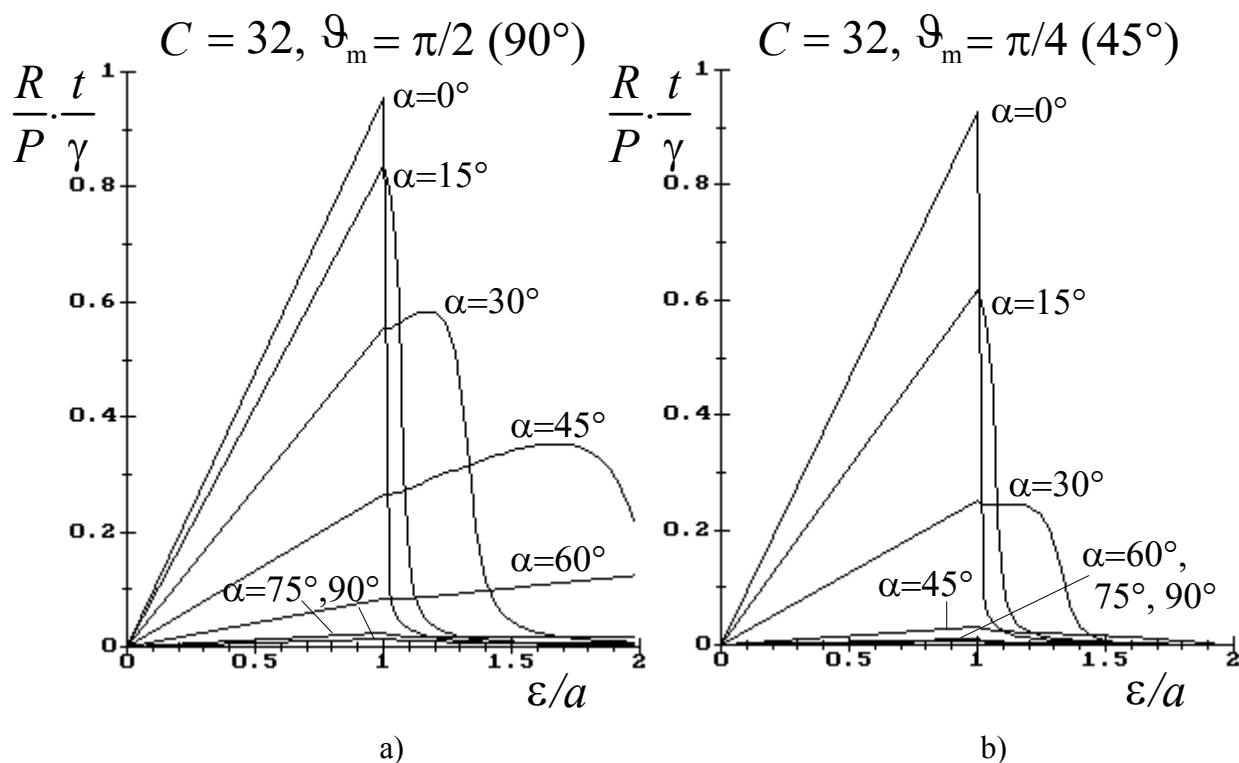 C = 32, ϑm = π/2 (90°)
R/P · t/γ
1
0.8
0.6
0.4
0.2
0
α=0°
α=15°
α=30°
α=45°
α=60°
α=75°,90°
0
0.5
1
1.5
2
ε/a
a)
C = 32, ϑm = π/4 (45°)
R/P · t/γ
1
0.8
0.6
0.4
0.2
0
α=0°
α=15°
α=30°
α=45°
α=60°,
75°, 90°
0
0.5
1
1.5
2
ε/a
b)